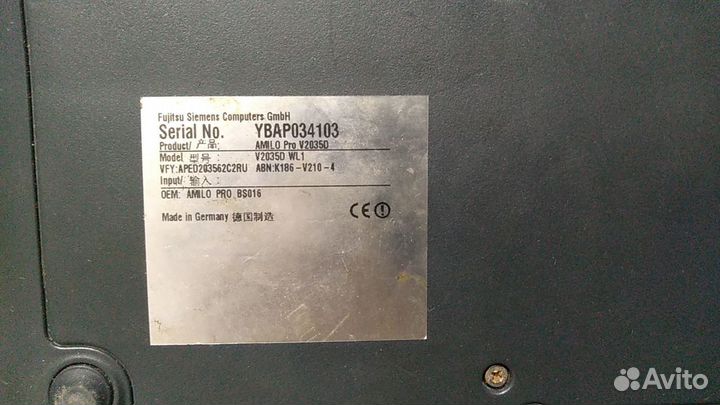 Fujitsu Siemens Computers GmbH
Serial No. YBAP034103
Product/ 产品: AMILO Pro V2035D
Model 型号: V2035D WL1
VFY:APED203562C2RU ABN:K186-V210-4
Input/ 输入:
OEM: AMILO PRO BS016
CE
Made in Germany 德国制造
Avito